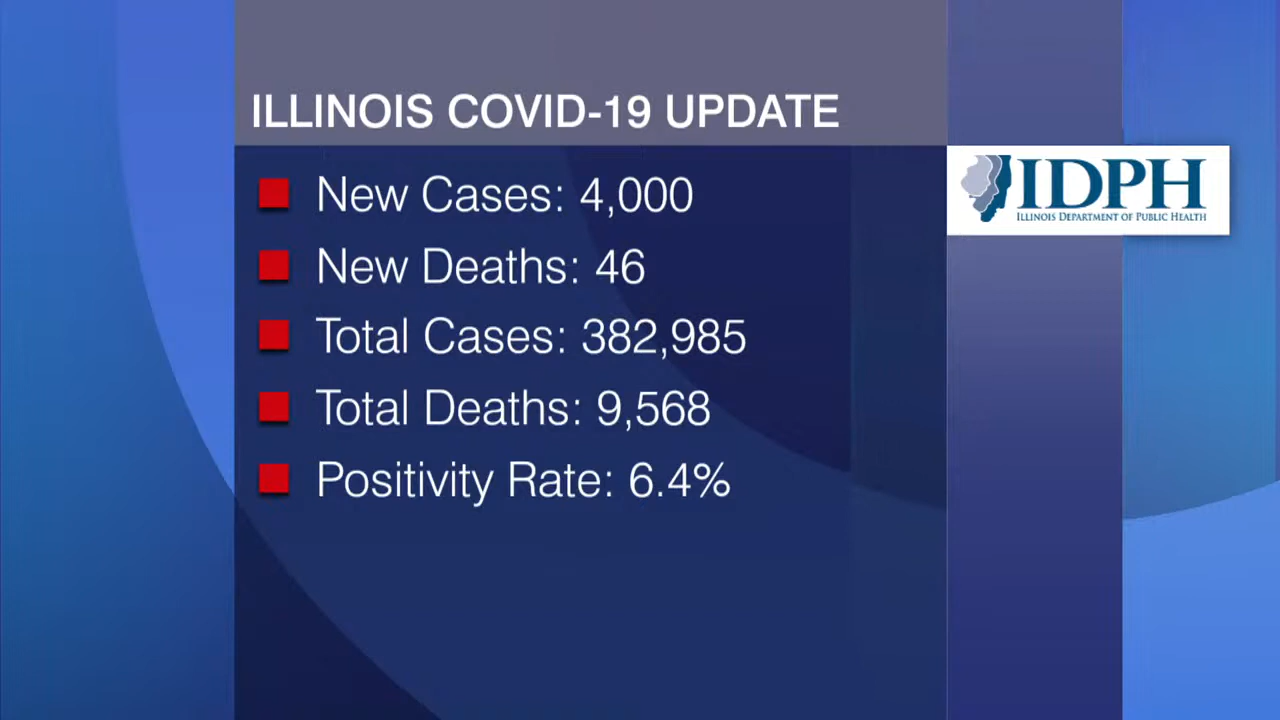 ILLINOIS COVID-19 UPDATE
IDPH
ILLINOIS DEPARTMENT OF PUBLIC HEALTH
New Cases: 4,000
New Deaths: 46
Total Cases: 382,985
Total Deaths: 9,568
Positivity Rate: 6.4%